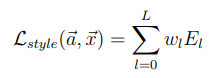 $\mathcal{L}_{style}(\vec{a}, \vec{x}) = \sum_{l=0}^{L} w_l E_l$